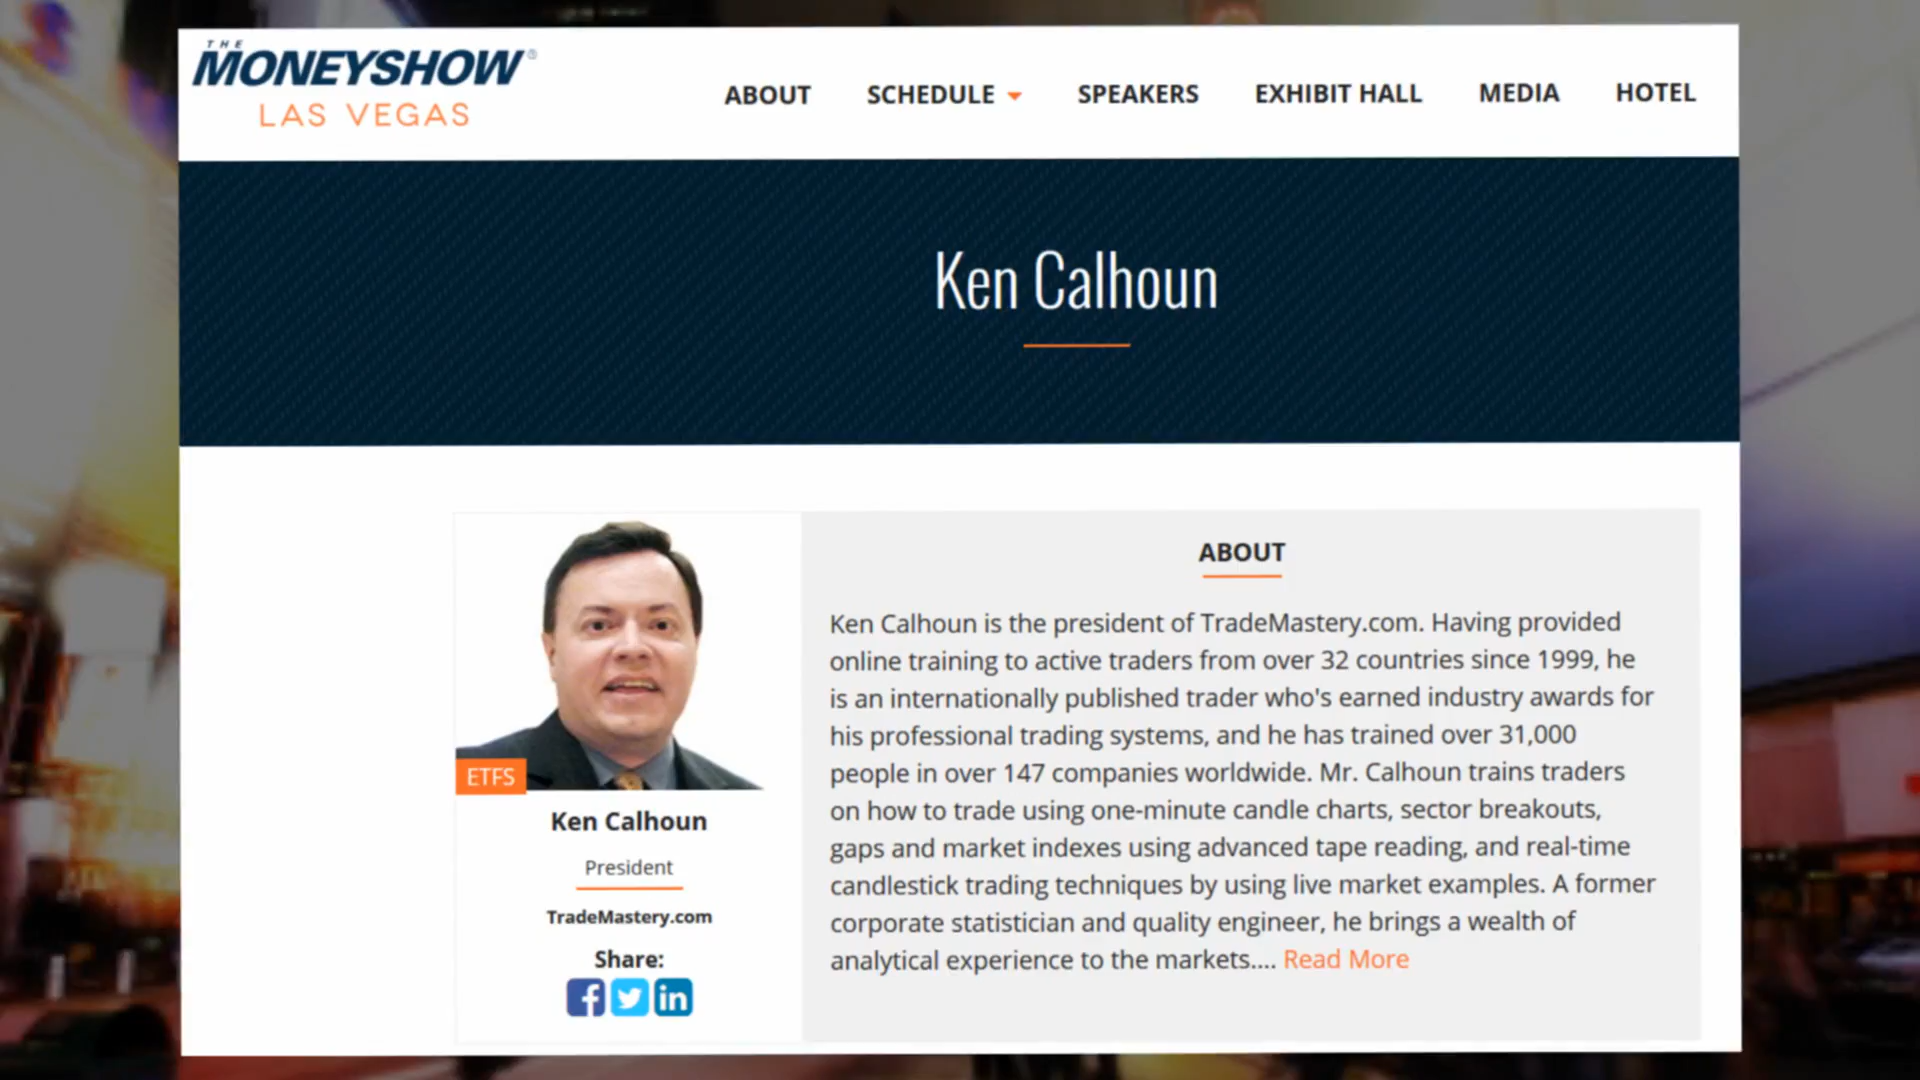 THE
MONEYSHOW®
LAS VEGAS
ABOUT SCHEDULE SPEAKERS EXHIBIT HALL MEDIA HOTEL
Ken Calhoun
ETFS
Ken Calhoun
President
TradeMastery.com
Share:
ABOUT
Ken Calhoun is the president of TradeMastery.com. Having provided
online training to active traders from over 32 countries since 1999, he
is an internationally published trader who's earned industry awards for
his professional trading systems, and he has trained over 31,000
people in over 147 companies worldwide. Mr. Calhoun trains traders
on how to trade using one-minute candle charts, sector breakouts,
gaps and market indexes using advanced tape reading, and real-time
candlestick trading techniques by using live market examples. A former
corporate statistician and quality engineer, he brings a wealth of
analytical experience to the markets.... Read More